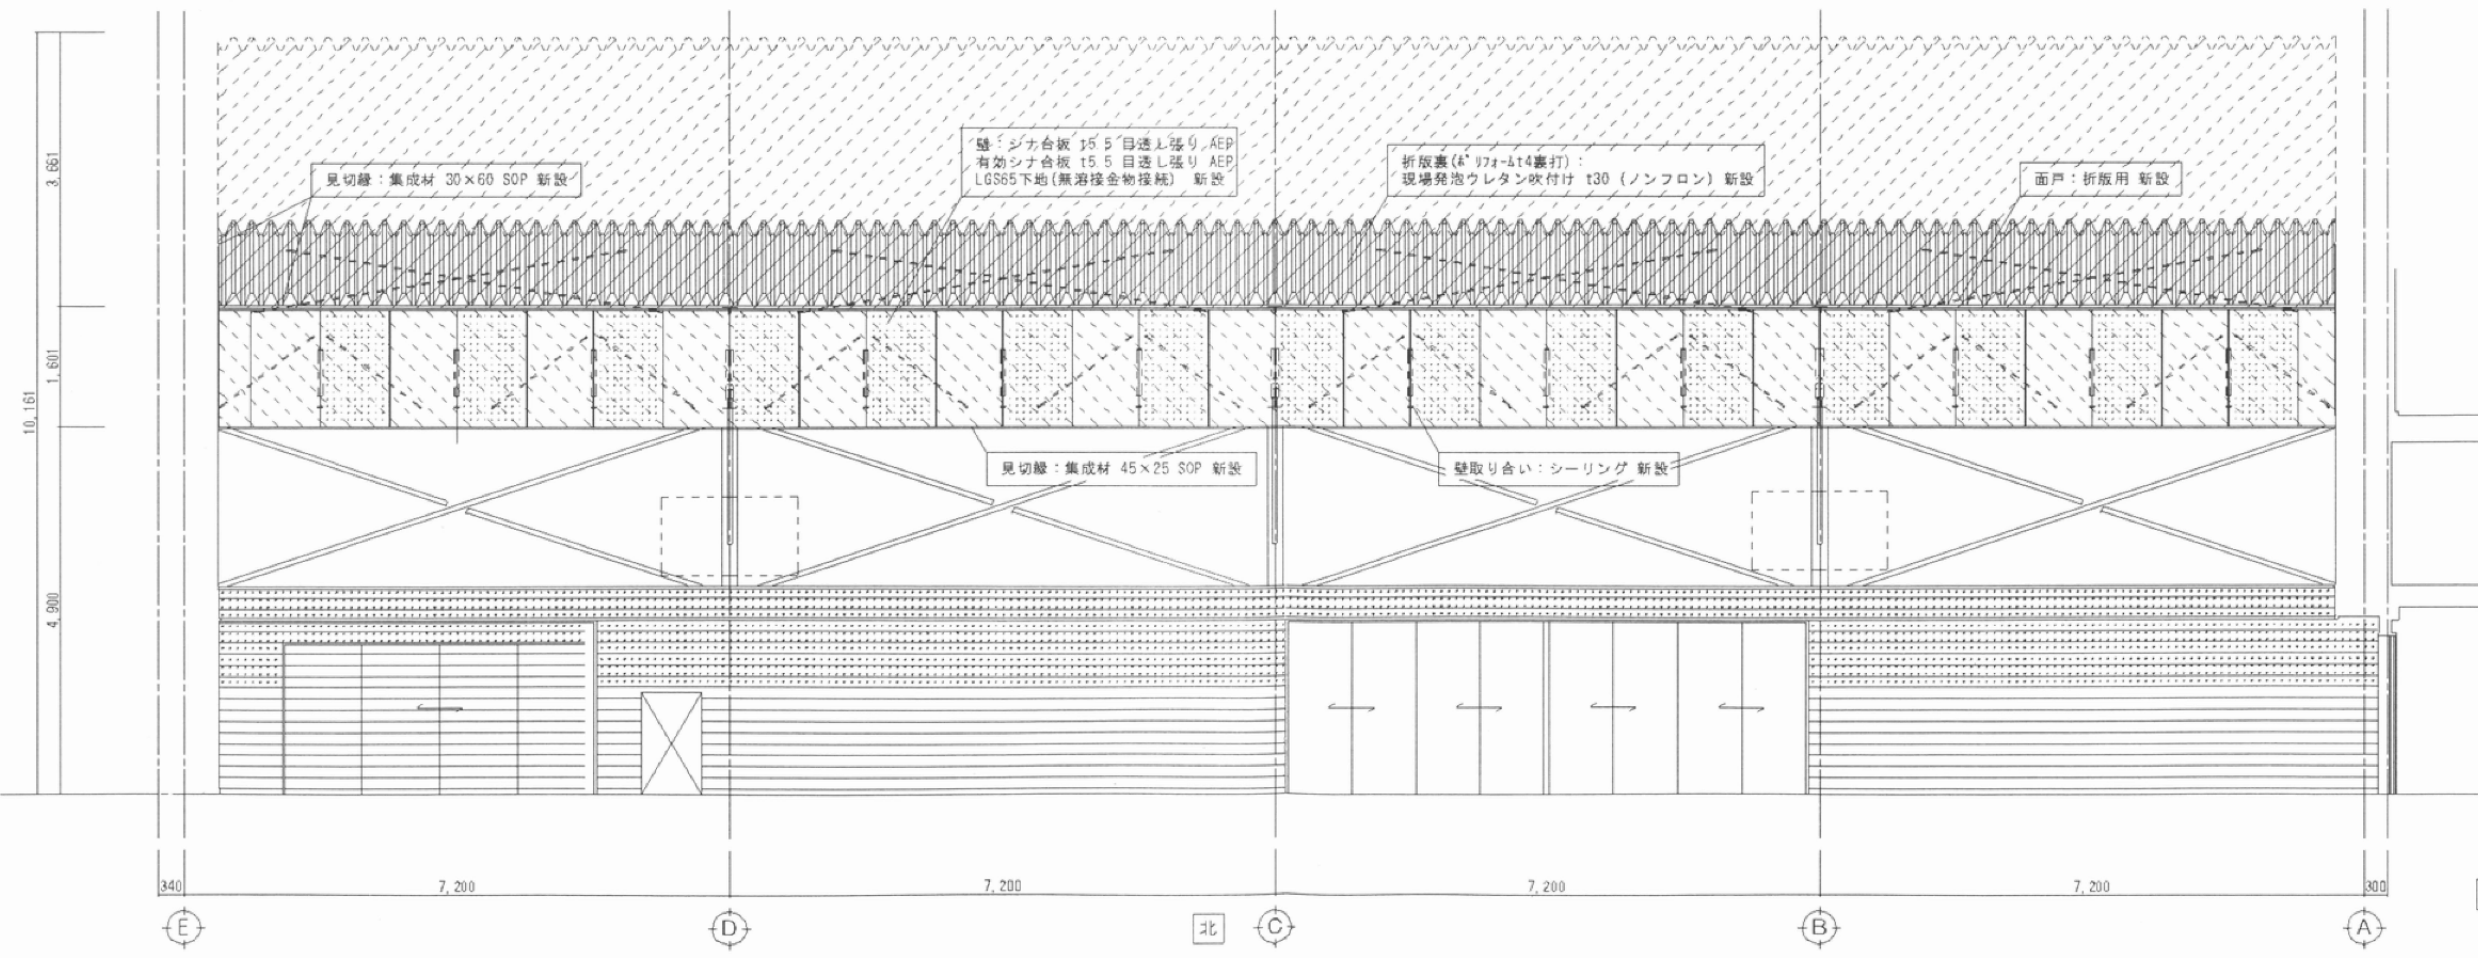 壁：シナ合板 t5.5 目透し張り AEP
有効シナ合板 t5.5 目透し張り AEP
LGS65下地(無溶接金物接続) 新設
折版裏(ﾎﾟﾘﾌｫｰﾑt4裏打)：
現場発泡ウレタン吹付け t30 (ノンフロン) 新設
見切縁：集成材 30×60 SOP 新設
面戸：折版用 新設
3,661
1,601
10,161
4,900
見切縁：集成材 45×25 SOP 新設
壁取り合い：シーリング 新設
340
7,200
7,200
7,200
7,200
300
E
D
北
C
B
A